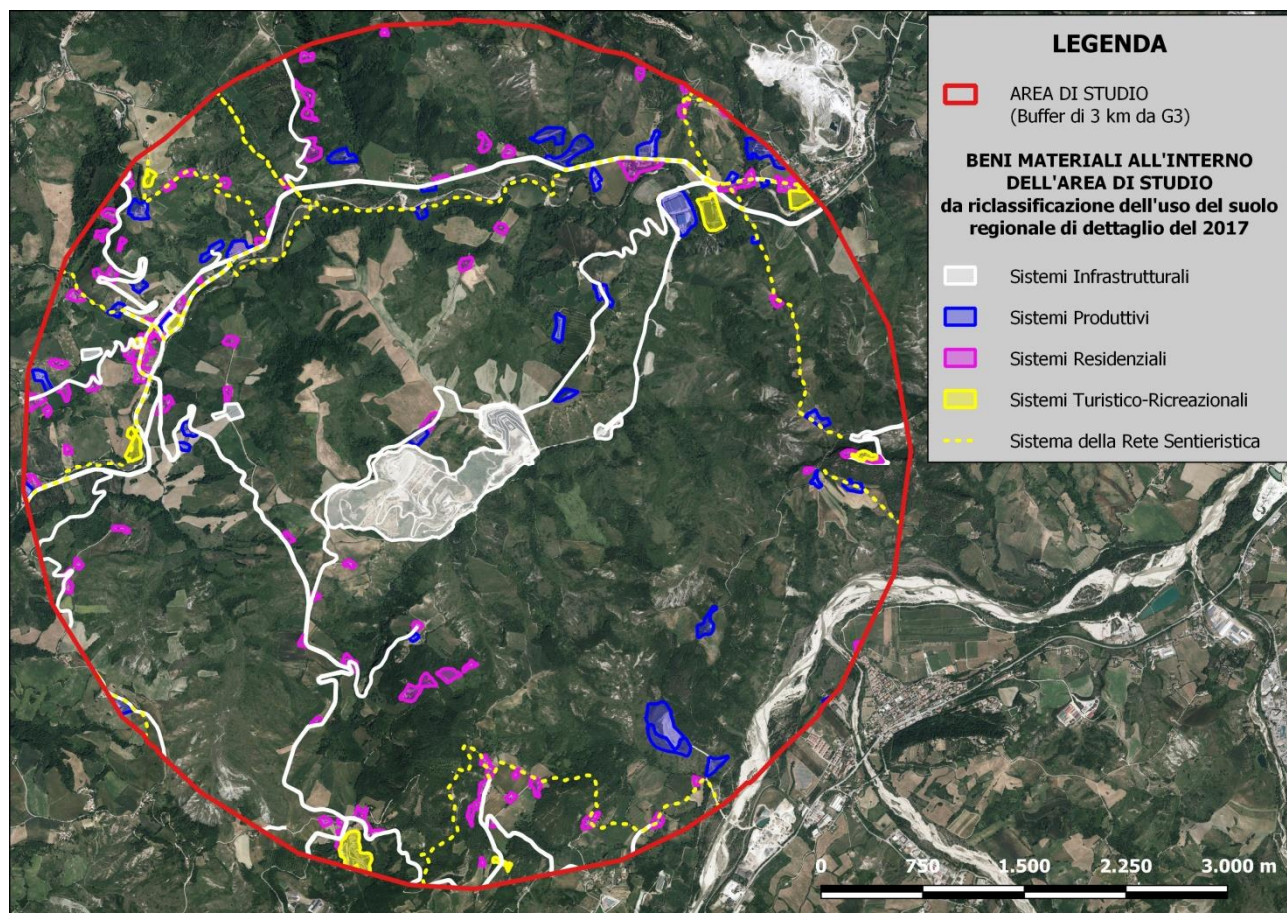 LEGENDA
AREA DI STUDIO
(Buffer di 3 km da G3)
BENI MATERIALI ALL'INTERNO
DELL'AREA DI STUDIO
da riclassificazione dell'uso del suolo
regionale di dettaglio del 2017
Sistemi Infrastrutturali
Sistemi Produttivi
Sistemi Residenziali
Sistemi Turistico-Ricreazionali
Sistema della Rete Sentieristica
0 750 1.500 2.250 3.000 m